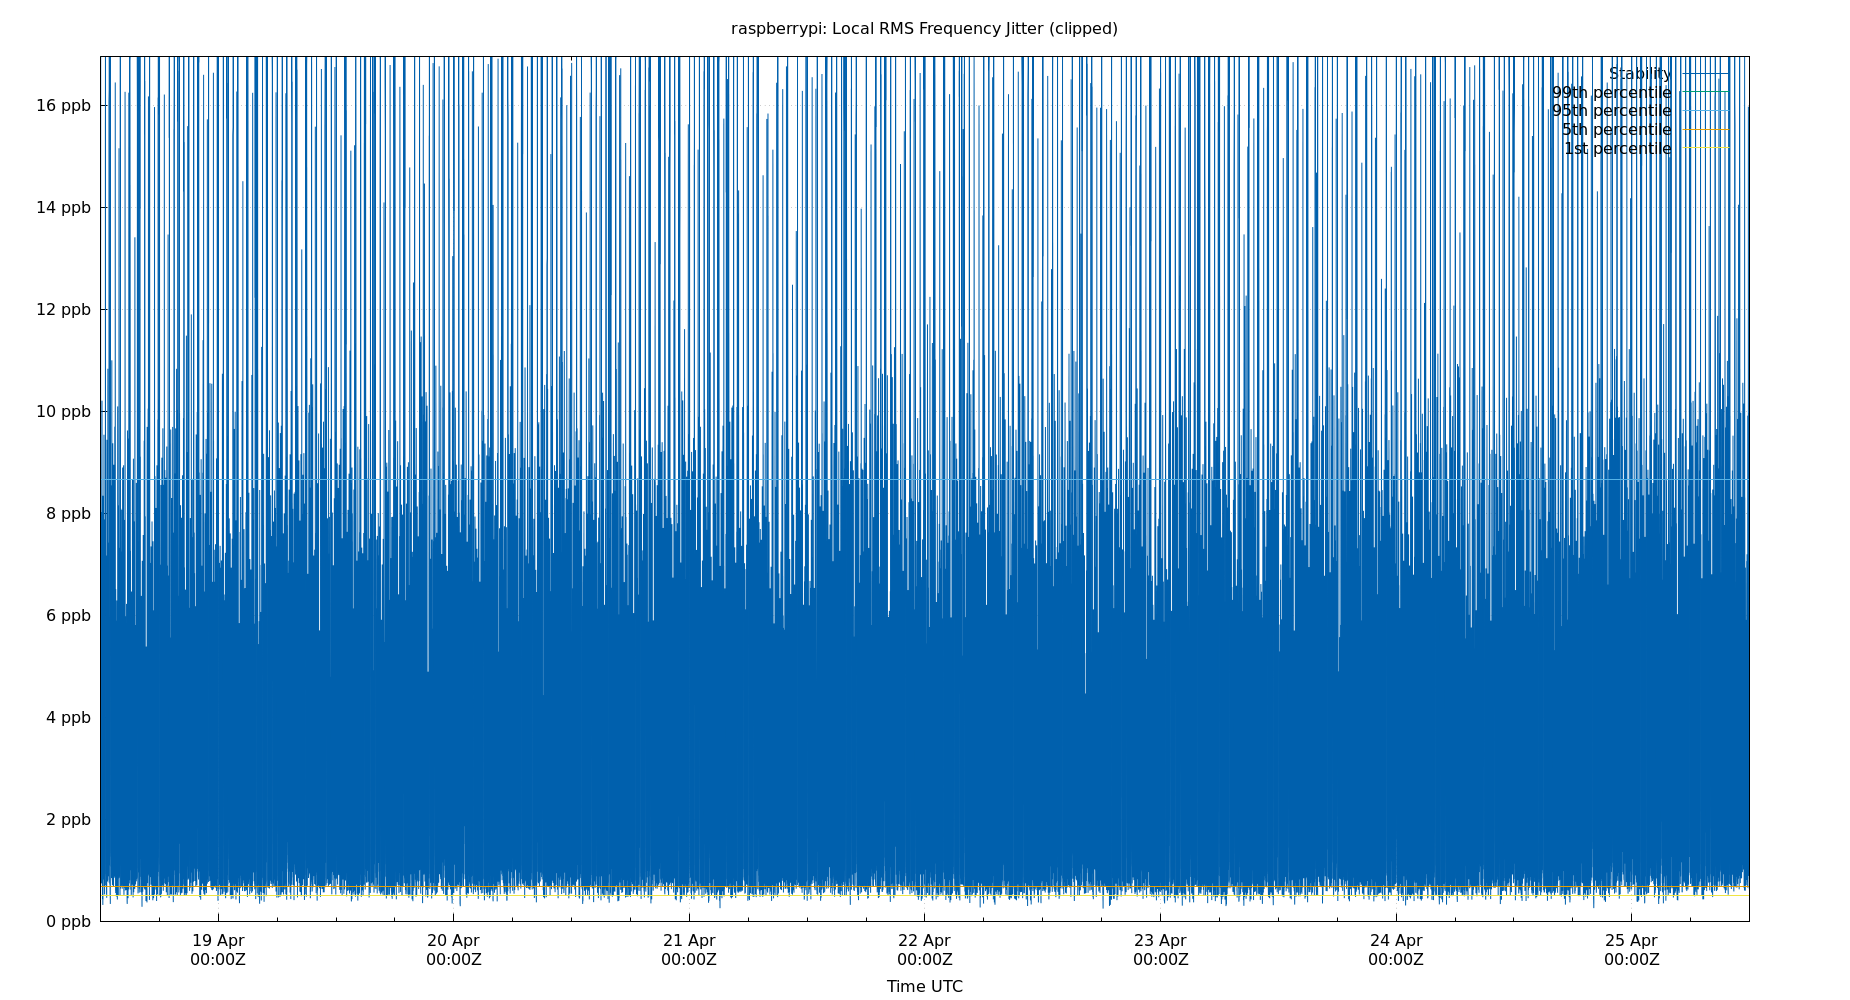 raspberrypi: Local RMS Frequency Jitter (clipped)
Stability
99th percentile
95th percentile
5th percentile
1st percentile
16 ppb
14 ppb
12 ppb
10 ppb
8 ppb
6 ppb
4 ppb
2 ppb
0 ppb
19 Apr 20 Apr 21 Apr 22 Apr 23 Apr 24 Apr 25 Apr
00:00Z 00:00Z 00:00Z 00:00Z 00:00Z 00:00Z 00:00Z
Time UTC